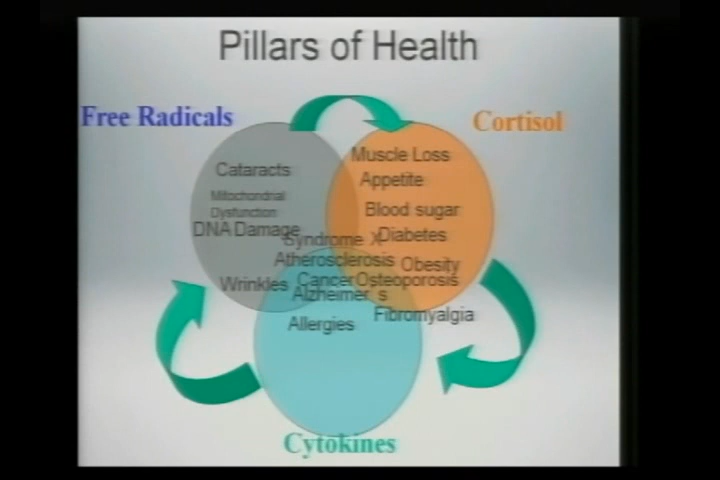 Pillars of Health
Free Radicals
Cortisol
Cataracts
Mitochondrial
Dysfunction
DNA Damage
Wrinkles
Muscle Loss
Appetite
Blood sugar
Diabetes
Obesity
Osteoporosis
Fibromyalgia
Syndrome X
Atherosclerosis
Cancer
Alzheimer's
Allergies
Cytokines